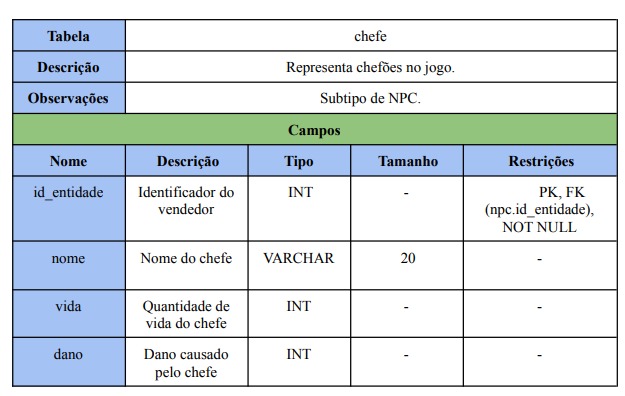 Tabela chefe
Descrição Representa chefões no jogo.
Observações Subtipo de NPC.
Campos
Nome Descrição Tipo Tamanho Restrições
id_entidade Identificador do vendedor INT - PK, FK (npc.id_entidade), NOT NULL
nome Nome do chefe VARCHAR 20 -
vida Quantidade de vida do chefe INT - -
dano Dano causado pelo chefe INT - -